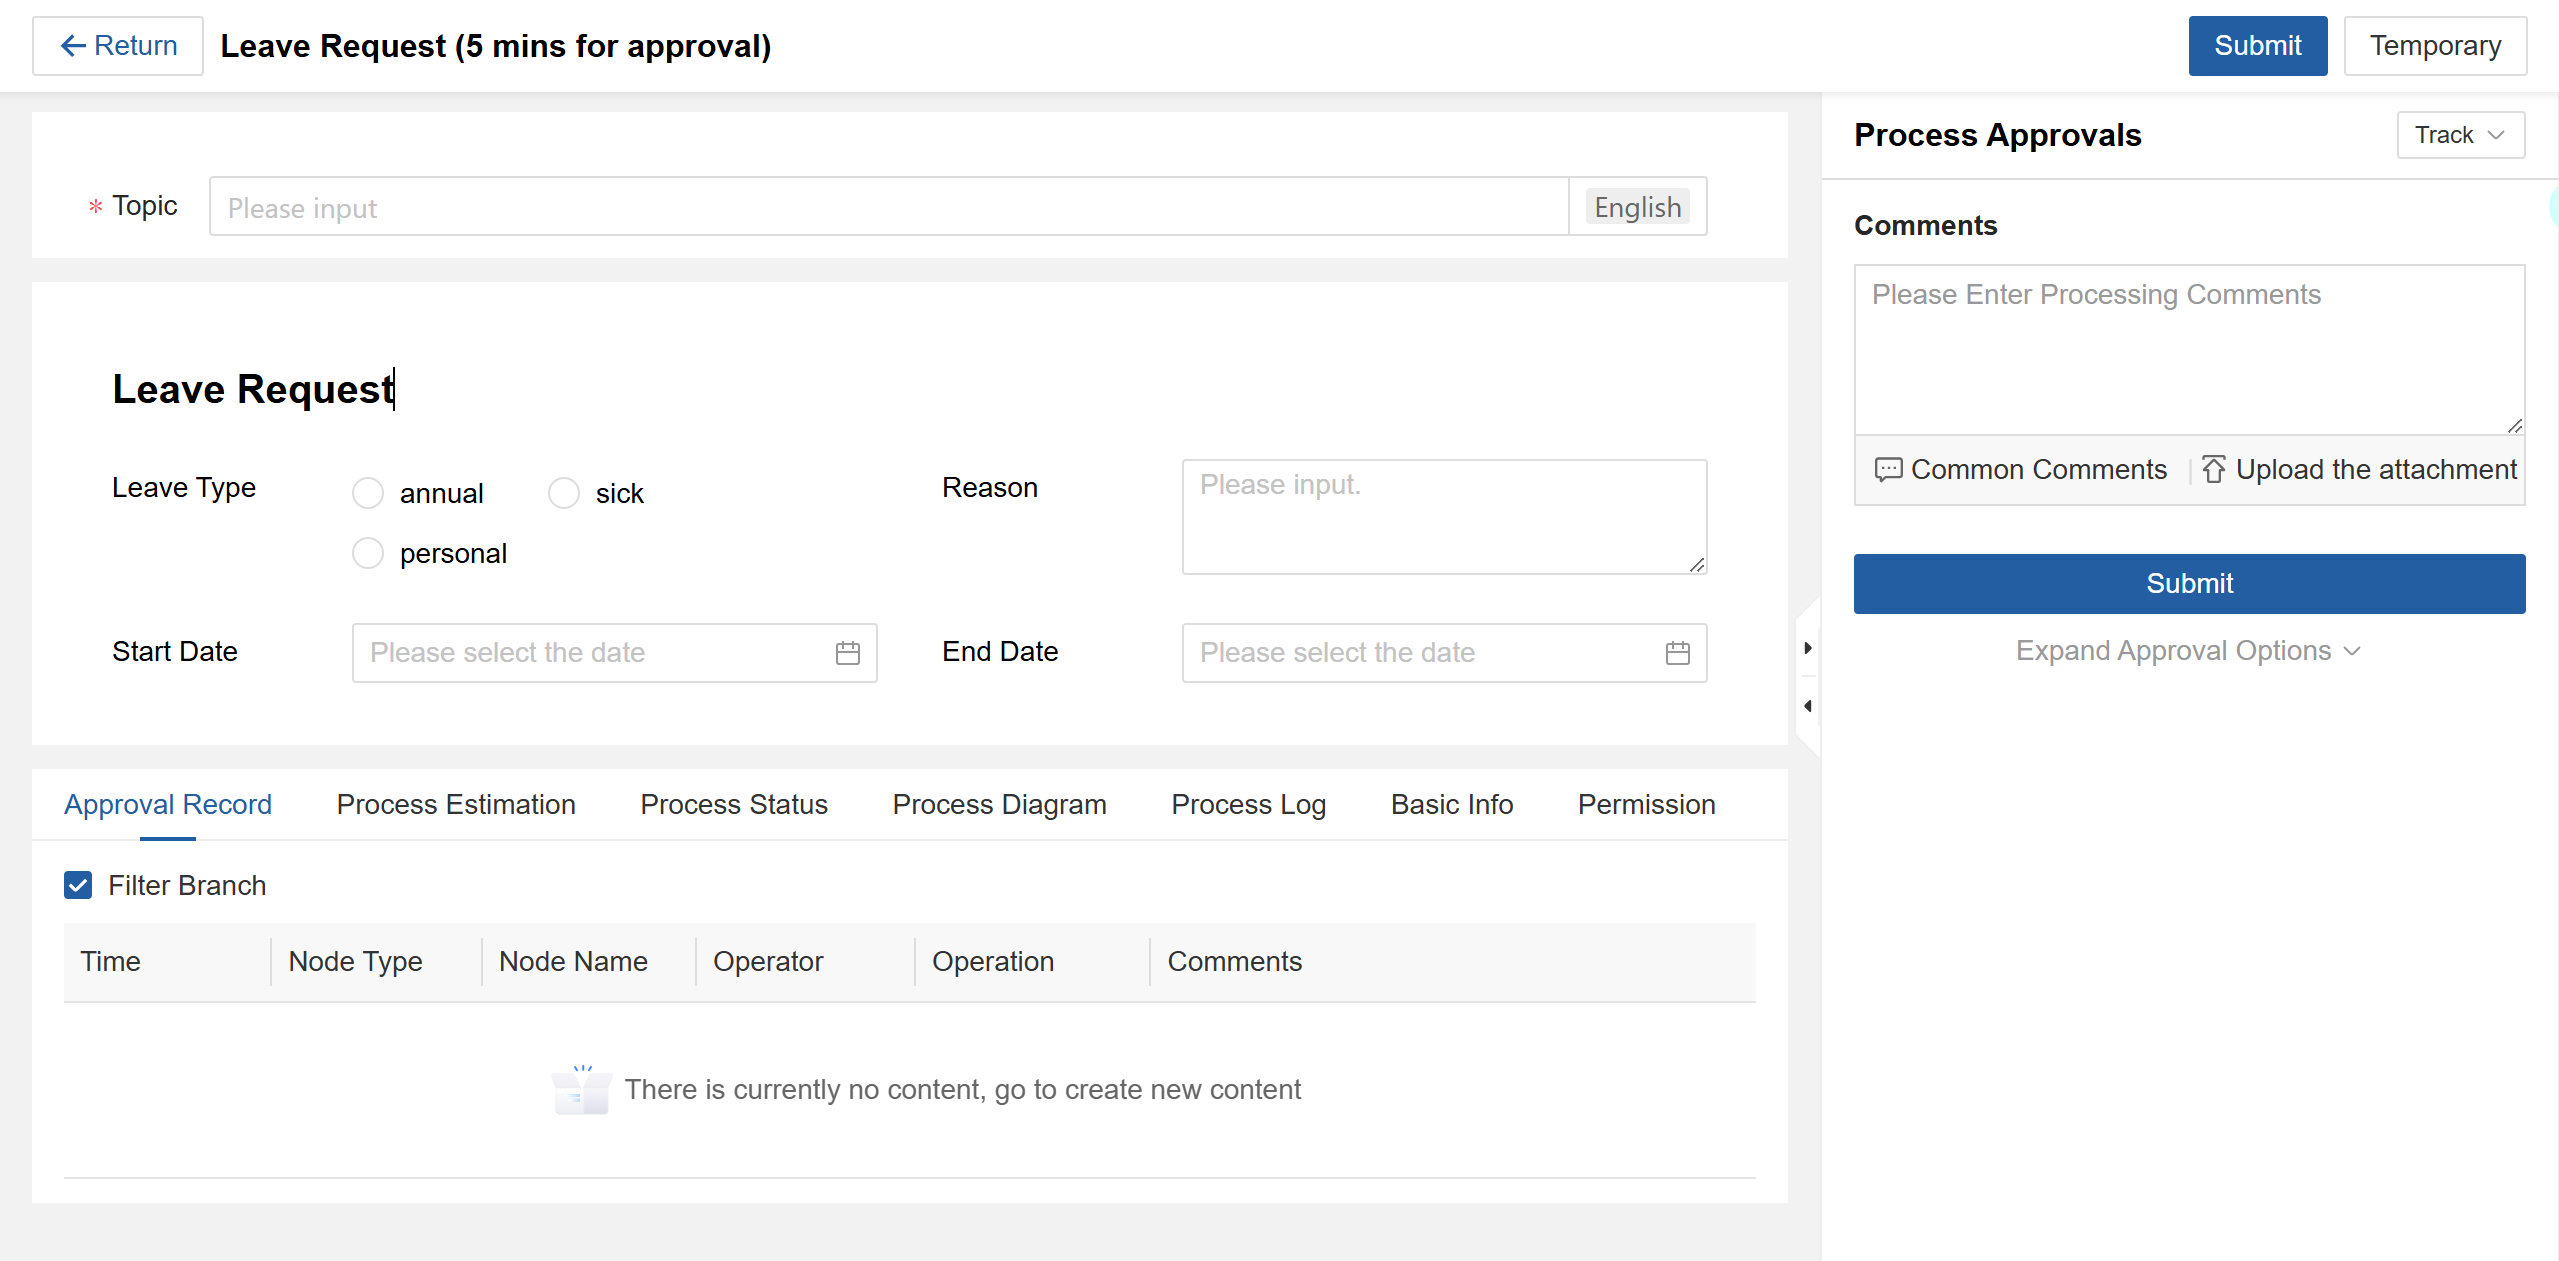 Return Leave Request (5 mins for approval) Submit Temporary
* Topic Please input English
Leave Request
Leave Type annual sick
personal
Reason Please input.
Start Date Please select the date End Date Please select the date
Approval Record Process Estimation Process Status Process Diagram Process Log Basic Info Permission
Filter Branch
Time Node Type Node Name Operator Operation Comments
There is currently no content, go to create new content
Process Approvals Track
Comments
Please Enter Processing Comments
Common Comments Upload the attachment
Submit
Expand Approval Options